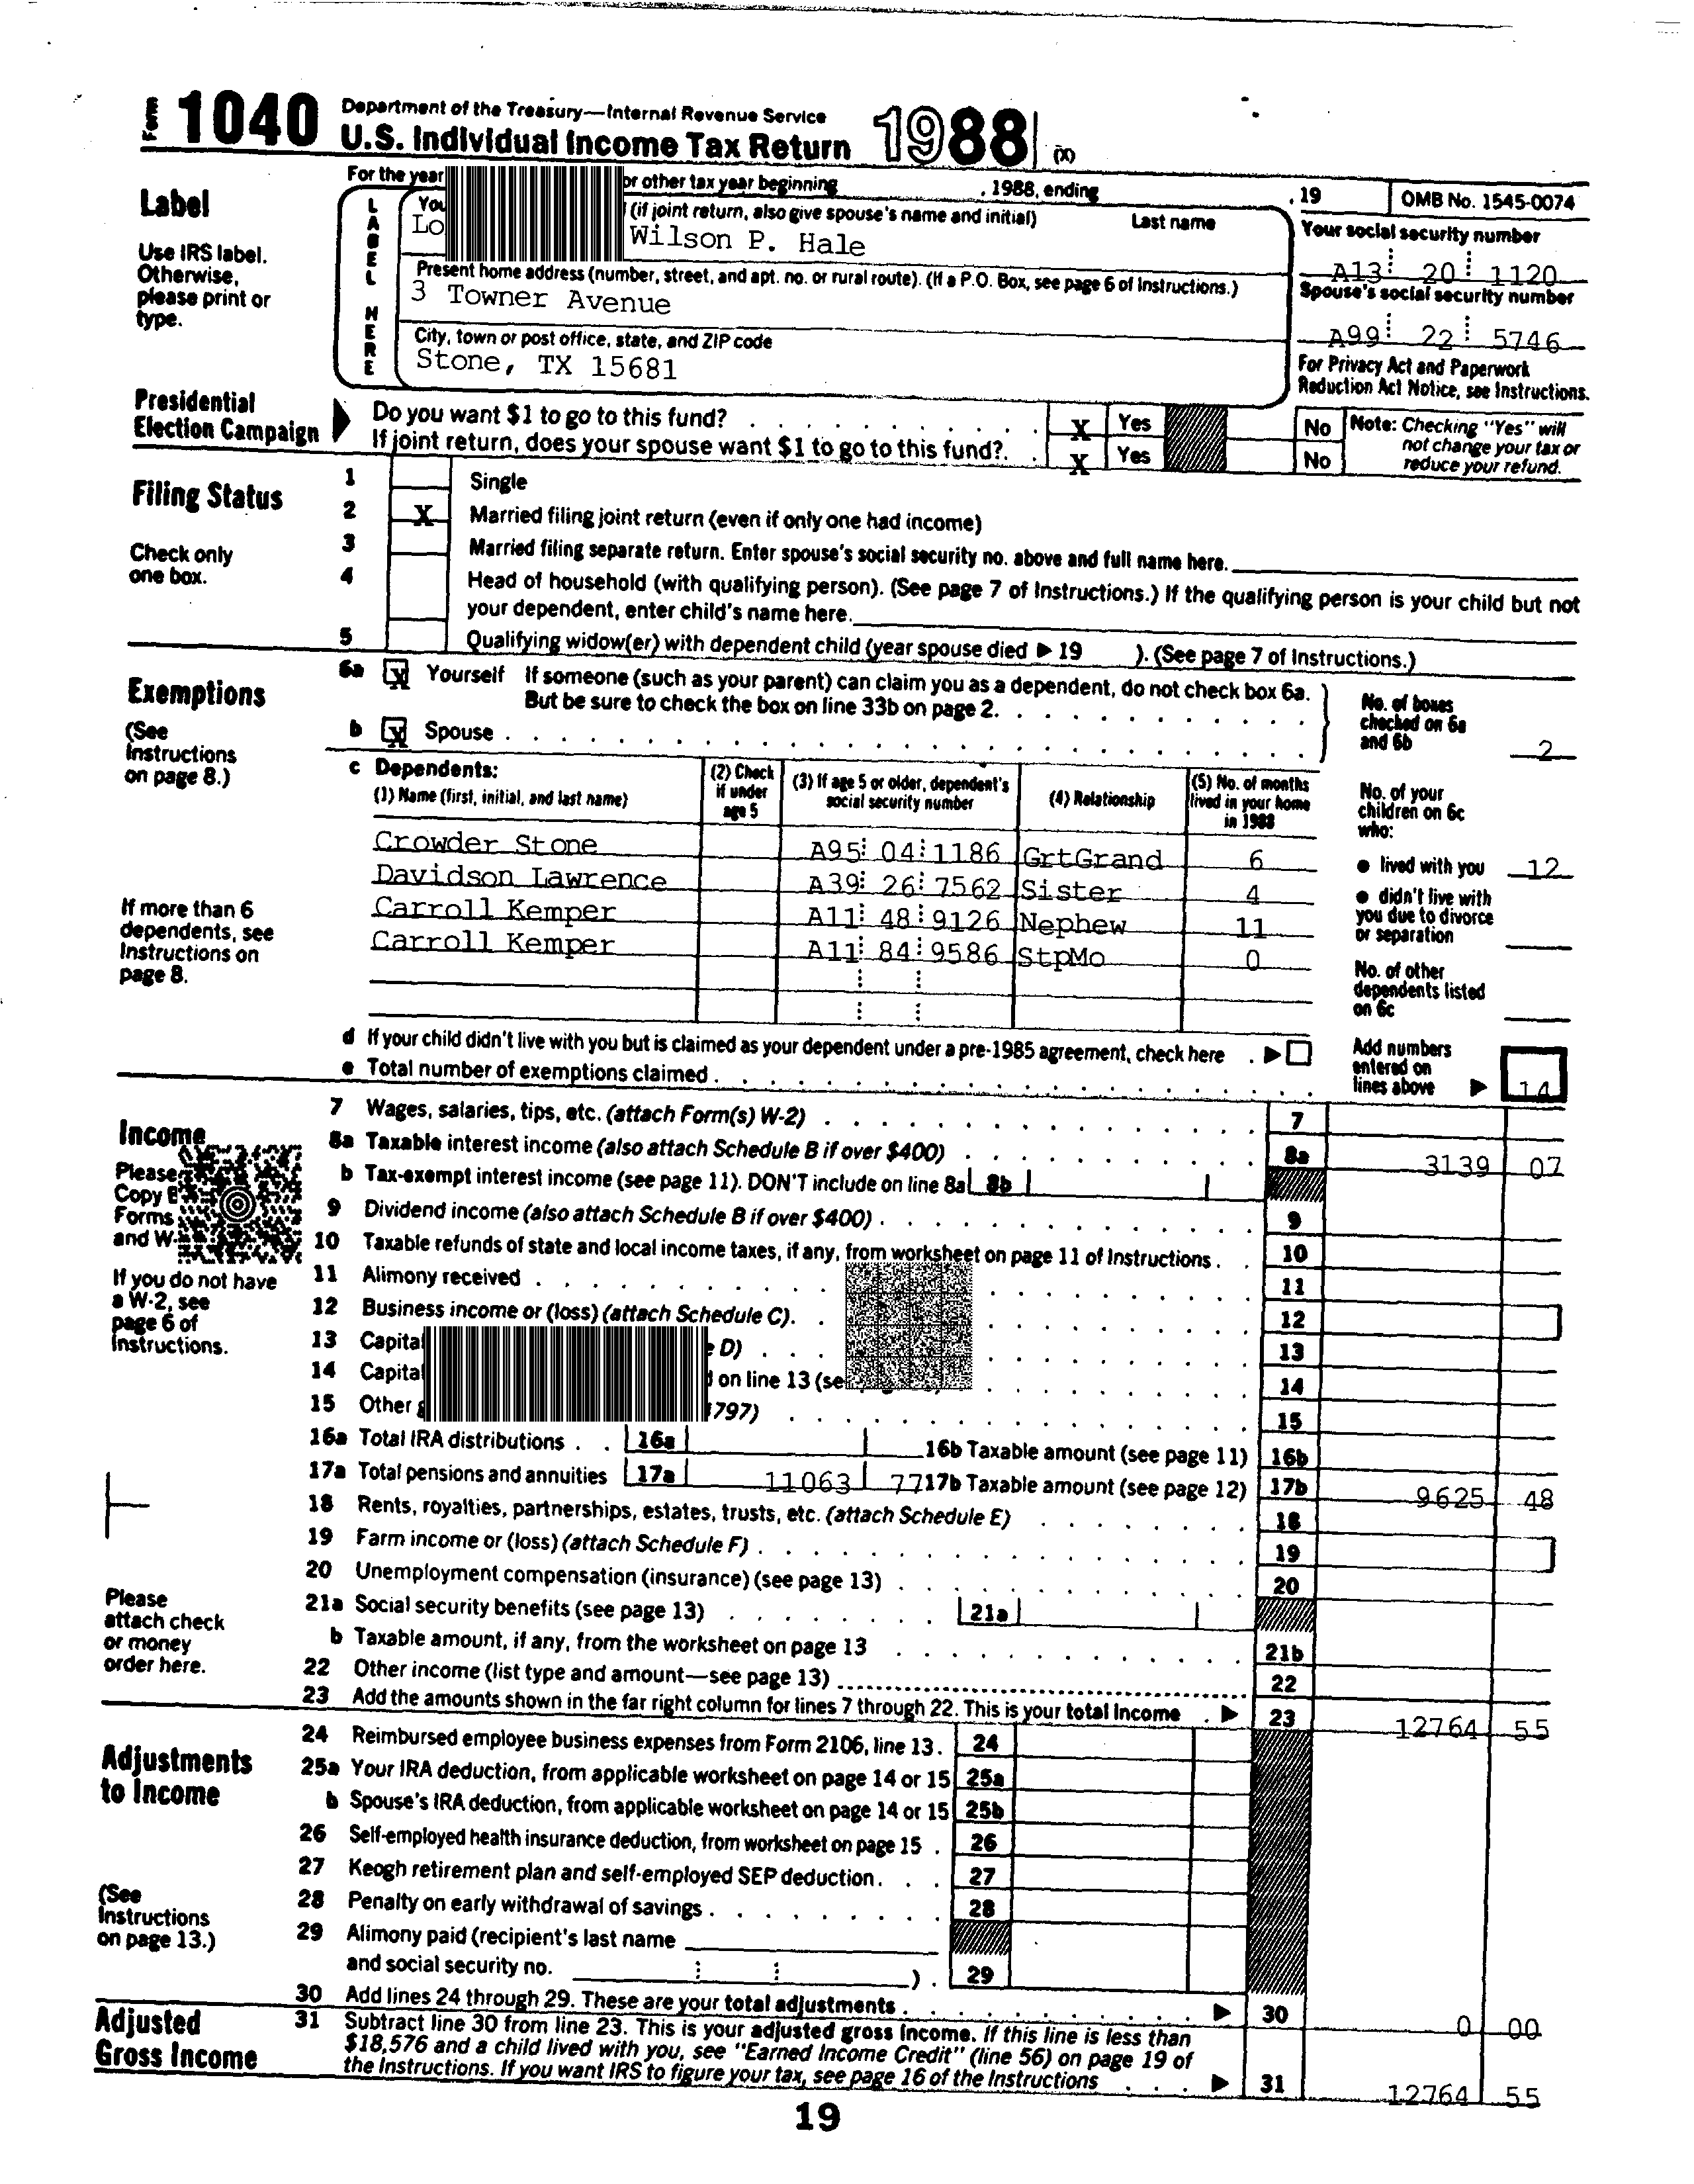 Form 1040 Department of the Treasury—Internal Revenue Service
U.S. Individual Income Tax Return 1988 (X)
For the year or other tax year beginning , 1988, ending , 19 OMB No. 1545-0074
Label
Use IRS label.
Otherwise,
please print or
type.
LABEL HERE
(if joint return, also give spouse's name and initial) Last name
Lo Wilson P. Hale
Present home address (number, street, and apt. no. or rural route). (If a P.O. Box, see page 6 of Instructions.)
3 Towner Avenue
City, town or post office, state, and ZIP code
Stone, TX 15681
Your social security number
A13 20 1120
Spouse's social security number
A99 22 5746
For Privacy Act and Paperwork
Reduction Act Notice, see Instructions.
Presidential
Election Campaign
Do you want $1 to go to this fund? X Yes No
If joint return, does your spouse want $1 to go to this fund? X Yes No
Note: Checking "Yes" will
not change your tax or
reduce your refund.
Filing Status
Check only
one box.
1 Single
2 X Married filing joint return (even if only one had income)
3 Married filing separate return. Enter spouse's social security no. above and full name here.
4 Head of household (with qualifying person). (See page 7 of Instructions.) If the qualifying person is your child but not
your dependent, enter child's name here.
5 Qualifying widow(er) with dependent child (year spouse died ▶ 19 ). (See page 7 of Instructions.)
Exemptions
(See
Instructions
on page 8.)
6a X Yourself If someone (such as your parent) can claim you as a dependent, do not check box 6a.
But be sure to check the box on line 33b on page 2.
b X Spouse
No. of boxes
checked on 6a
and 6b 2
c Dependents:
(1) Name (first, initial, and last name)
(2) Check
if under
age 5
(3) If age 5 or older, dependent's
social security number
(4) Relationship
(5) No. of months
lived in your home
in 1988
Crowder Stone A95 04 1186 GrtGrand 6
Davidson Lawrence A39 26 7562 Sister 4
Carroll Kemper A11 48 9126 Nephew 11
Carroll Kemper A11 84 9586 StpMo 0
If more than 6
dependents, see
Instructions on
page 8.
No. of your
children on 6c
who:
● lived with you 12
● didn't live with
you due to divorce
or separation
No. of other
dependents listed
on 6c
d If your child didn't live with you but is claimed as your dependent under a pre-1985 agreement, check here ▶
e Total number of exemptions claimed
Add numbers
entered on
lines above ▶ 14
Income
Please
Copy B
Forms
and W-
If you do not have
a W-2, see
page 6 of
Instructions.
7 Wages, salaries, tips, etc. (attach Form(s) W-2) 7
8a Taxable interest income (also attach Schedule B if over $400) 8a 3139 07
b Tax-exempt interest income (see page 11). DON'T include on line 8a 8b
9 Dividend income (also attach Schedule B if over $400) 9
10 Taxable refunds of state and local income taxes, if any, from worksheet on page 11 of Instructions 10
11 Alimony received 11
12 Business income or (loss) (attach Schedule C) 12
13 Capital D) 13
14 Capital on line 13 (se 14
15 Other 797) 15
16a Total IRA distributions 16a 16b Taxable amount (see page 11) 16b
17a Total pensions and annuities 17a 11063 77 17b Taxable amount (see page 12) 17b 9625 48
18 Rents, royalties, partnerships, estates, trusts, etc. (attach Schedule E) 18
19 Farm income or (loss) (attach Schedule F) 19
20 Unemployment compensation (insurance) (see page 13) 20
21a Social security benefits (see page 13) 21a
b Taxable amount, if any, from the worksheet on page 13 21b
22 Other income (list type and amount—see page 13) 22
23 Add the amounts shown in the far right column for lines 7 through 22. This is your total income ▶ 23 12764 55
Please
attach check
or money
order here.
Adjustments
to Income
(See
Instructions
on page 13.)
24 Reimbursed employee business expenses from Form 2106, line 13. 24
25a Your IRA deduction, from applicable worksheet on page 14 or 15 25a
b Spouse's IRA deduction, from applicable worksheet on page 14 or 15 25b
26 Self-employed health insurance deduction, from worksheet on page 15 26
27 Keogh retirement plan and self-employed SEP deduction 27
28 Penalty on early withdrawal of savings 28
29 Alimony paid (recipient's last name
and social security no. ) 29
30 Add lines 24 through 29. These are your total adjustments ▶ 30 0 00
Adjusted
Gross Income
31 Subtract line 30 from line 23. This is your adjusted gross income. If this line is less than
$18,576 and a child lived with you, see "Earned Income Credit" (line 56) on page 19 of
the Instructions. If you want IRS to figure your tax, see page 16 of the Instructions ▶ 31 12764 55
19